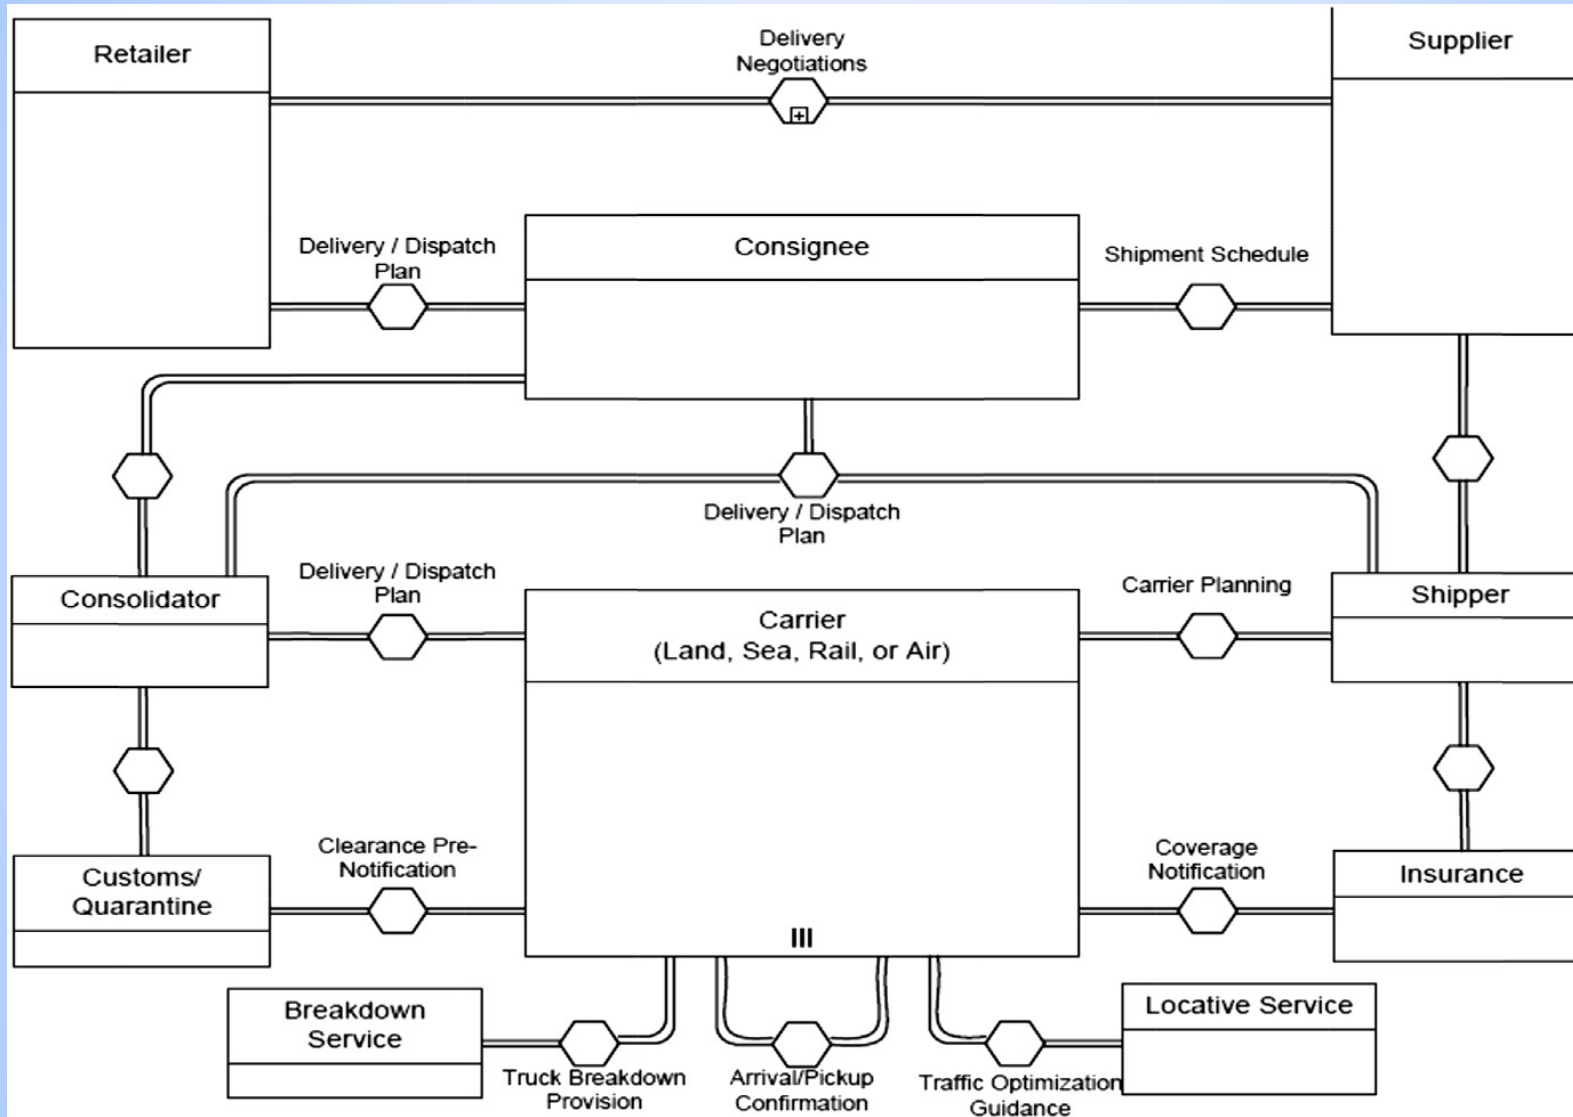 Retailer
Delivery
Negotiations
Supplier
Delivery / Dispatch
Plan
Consignee
Shipment Schedule
Delivery / Dispatch
Plan
Consolidator
Delivery / Dispatch
Plan
Carrier
(Land, Sea, Rail, or Air)
Carrier Planning
Shipper
Customs/
Quarantine
Clearance Pre-
Notification
Coverage
Notification
Insurance
Breakdown
Service
Truck Breakdown
Provision
Arrival/Pickup
Confirmation
Traffic Optimization
Guidance
Locative Service